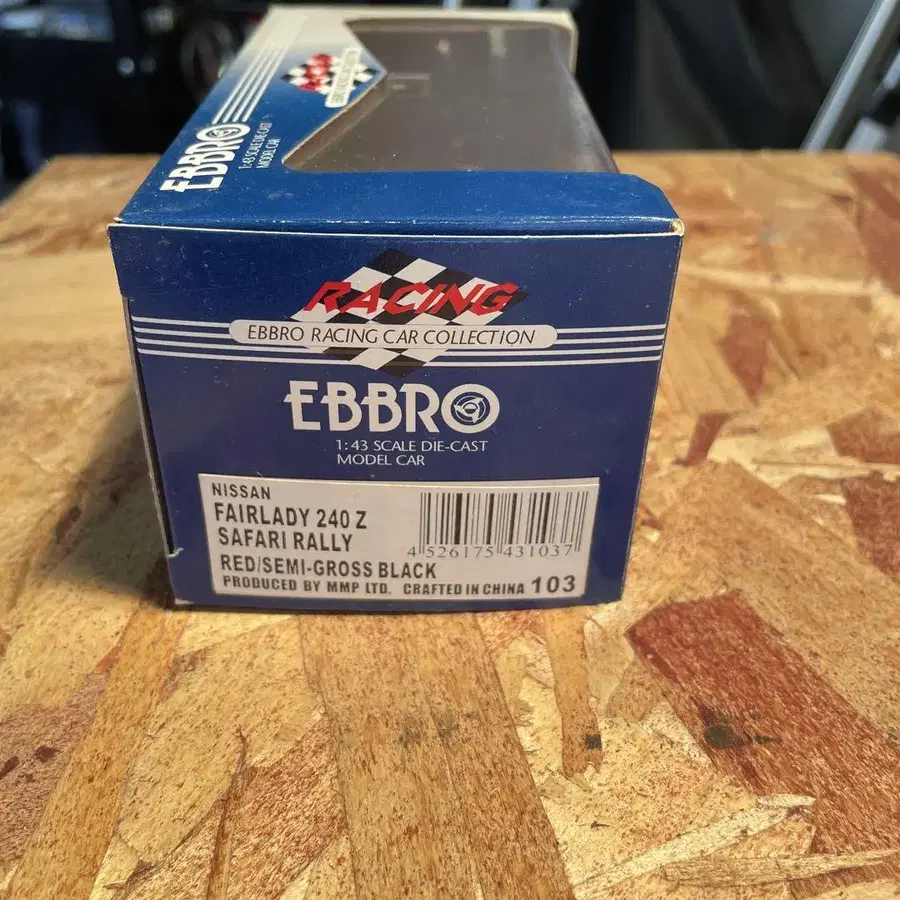 EBBRO
1:43 SCALE DIE-CAST
MODEL CAR
RACING
EBBRO RACING CAR COLLECTION
EBBRO
1:43 SCALE DIE-CAST
MODEL CAR
NISSAN
FAIRLADY 240 Z
SAFARI RALLY
4 526175 431037
RED/SEMI-GROSS BLACK
PRODUCED BY MMP LTD. CRAFTED IN CHINA 103